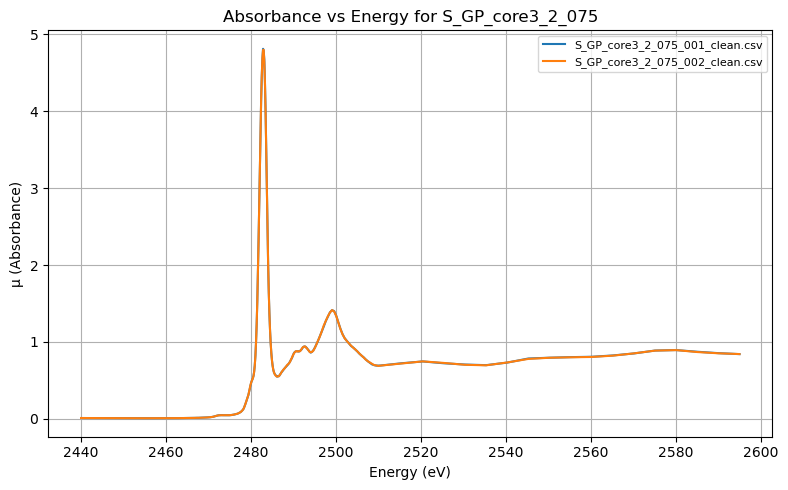 Absorbance vs Energy for S_GP_core3_2_075
S_GP_core3_2_075_001_clean.csv
S_GP_core3_2_075_002_clean.csv
5
4
3
2
1
0
μ (Absorbance)
2440 2460 2480 2500 2520 2540 2560 2580 2600
Energy (eV)